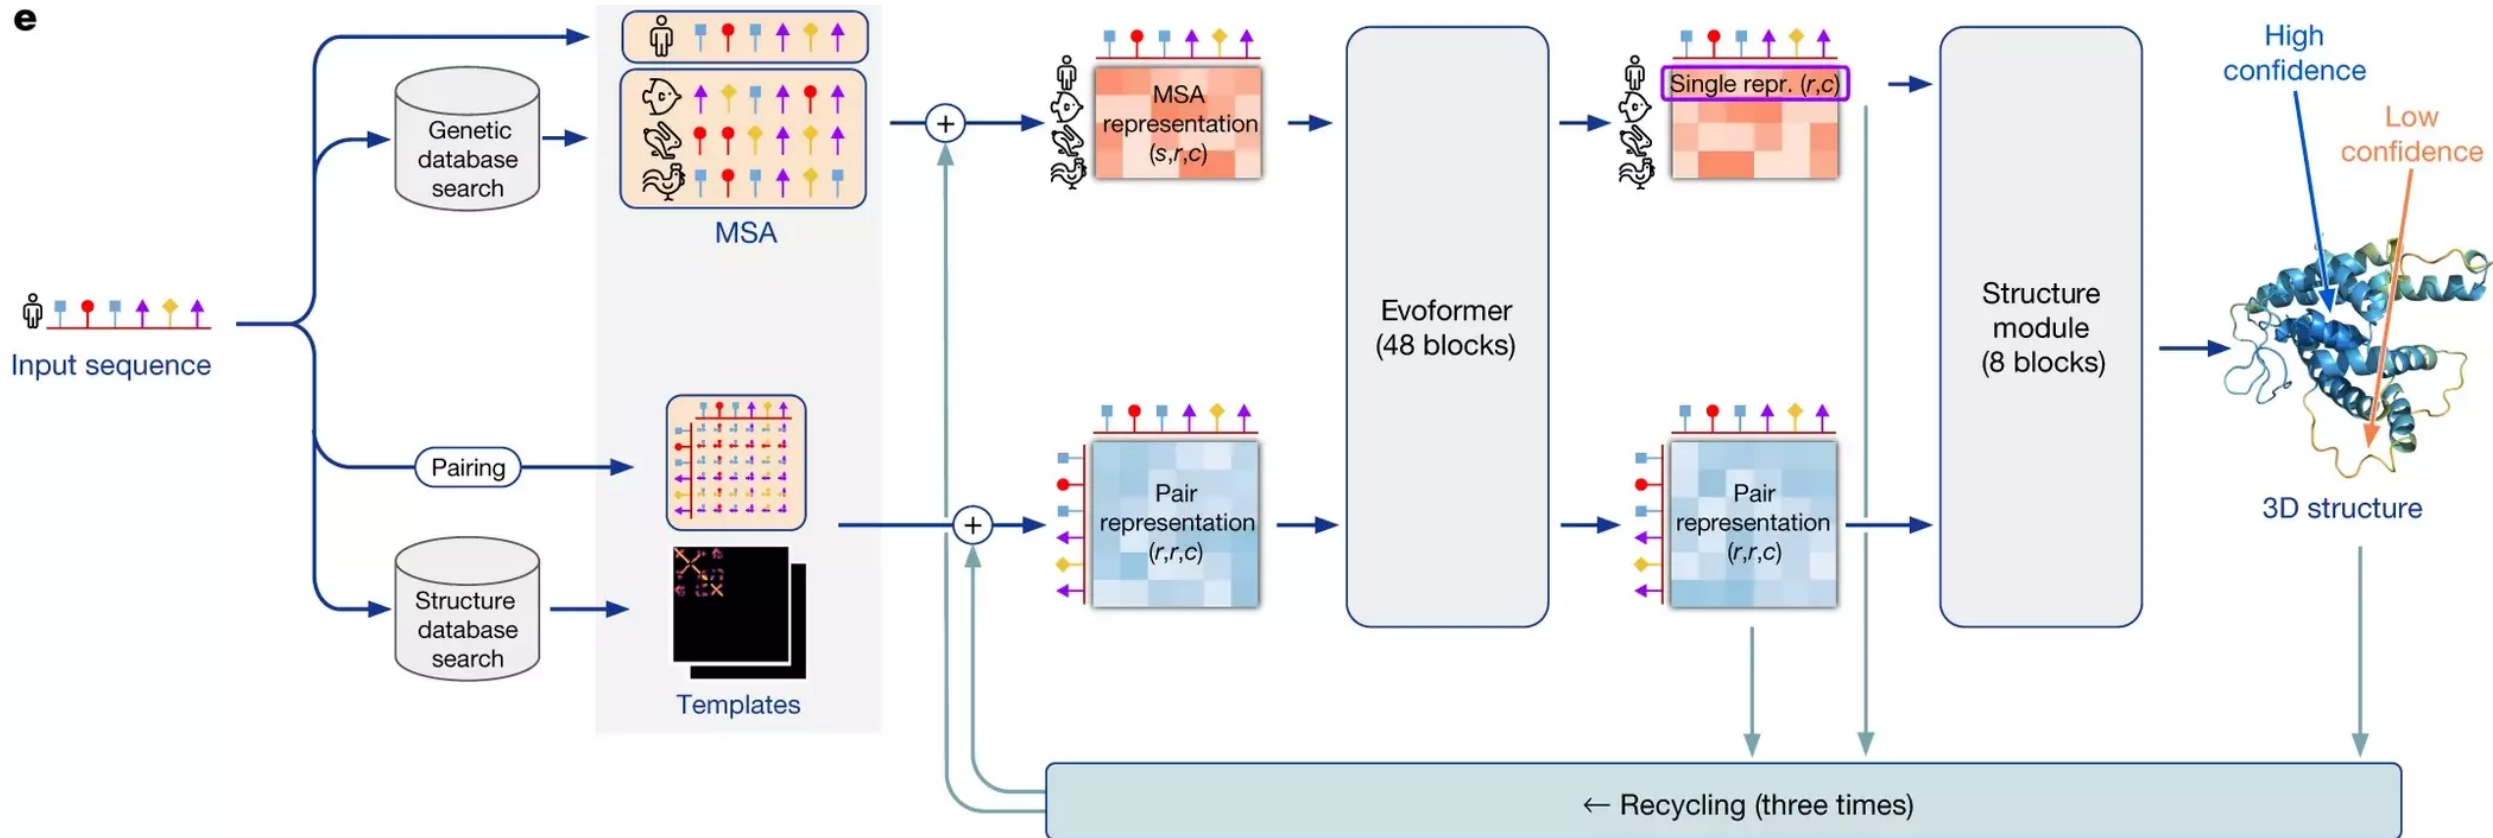 e
Input sequence
Genetic
database
search
Pairing
Structure
database
search
MSA
Templates
+
+
MSA
representation
(s,r,c)
Pair
representation
(r,r,c)
Evoformer
(48 blocks)
Single repr. (r,c)
Pair
representation
(r,r,c)
Structure
module
(8 blocks)
High
confidence
Low
confidence
3D structure
← Recycling (three times)